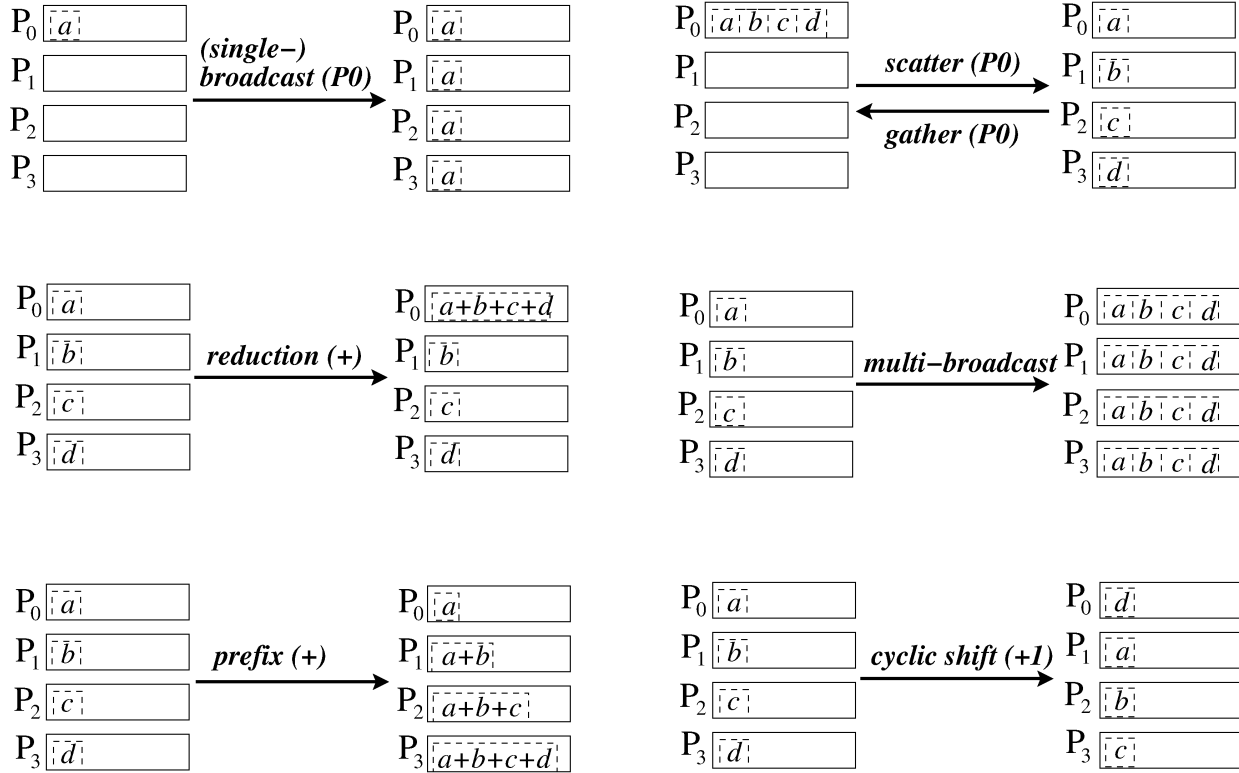 P0 a
P1
P2
P3
(single-)
broadcast (P0)
P0 a
P1 a
P2 a
P3 a
P0 a b c d
P1
P2
P3
scatter (P0)
gather (P0)
P0 a
P1 b
P2 c
P3 d
P0 a
P1 b
P2 c
P3 d
reduction (+)
P0 a+b+c+d
P1 b
P2 c
P3 d
P0 a
P1 b
P2 c
P3 d
multi-broadcast
P0 a b c d
P1 a b c d
P2 a b c d
P3 a b c d
P0 a
P1 b
P2 c
P3 d
prefix (+)
P0 a
P1 a+b
P2 a+b+c
P3 a+b+c+d
P0 a
P1 b
P2 c
P3 d
cyclic shift (+1)
P0 d
P1 a
P2 b
P3 c